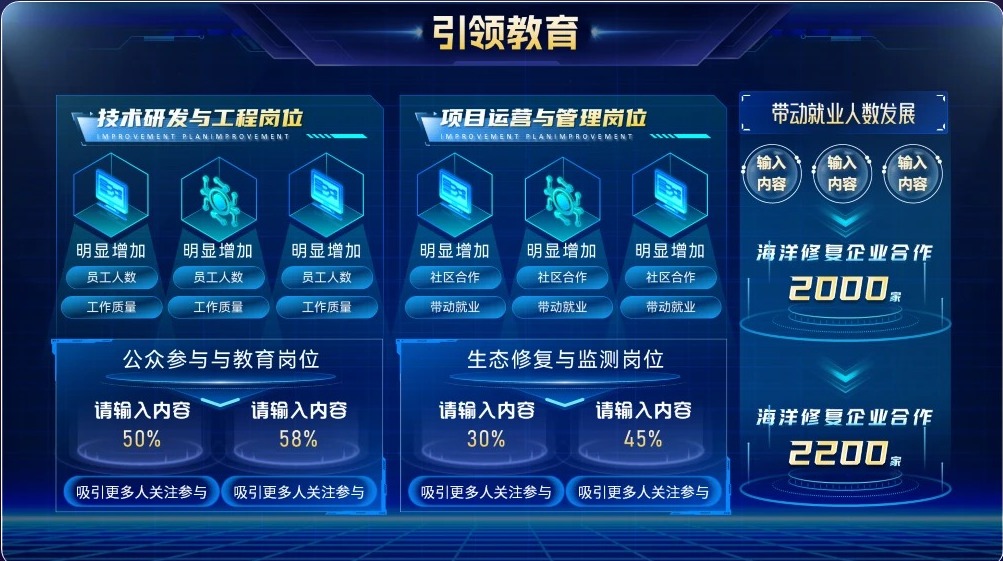 引领教育
技术研发与工程岗位
IMPROVEMENT PLANIMPROVEMENT
明显增加
明显增加
明显增加
员工人数
员工人数
员工人数
工作质量
工作质量
工作质量
项目运营与管理岗位
IMPROVEMENT PLANIMPROVEMENT
明显增加
明显增加
明显增加
社区合作
社区合作
社区合作
带动就业
带动就业
带动就业
带动就业人数发展
输入
内容
输入
内容
输入
内容
海洋修复企业合作
2000家
海洋修复企业合作
2200家
公众参与与教育岗位
请输入内容
请输入内容
50%
58%
吸引更多人关注参与
吸引更多人关注参与
生态修复与监测岗位
请输入内容
请输入内容
30%
45%
吸引更多人关注参与
吸引更多人关注参与